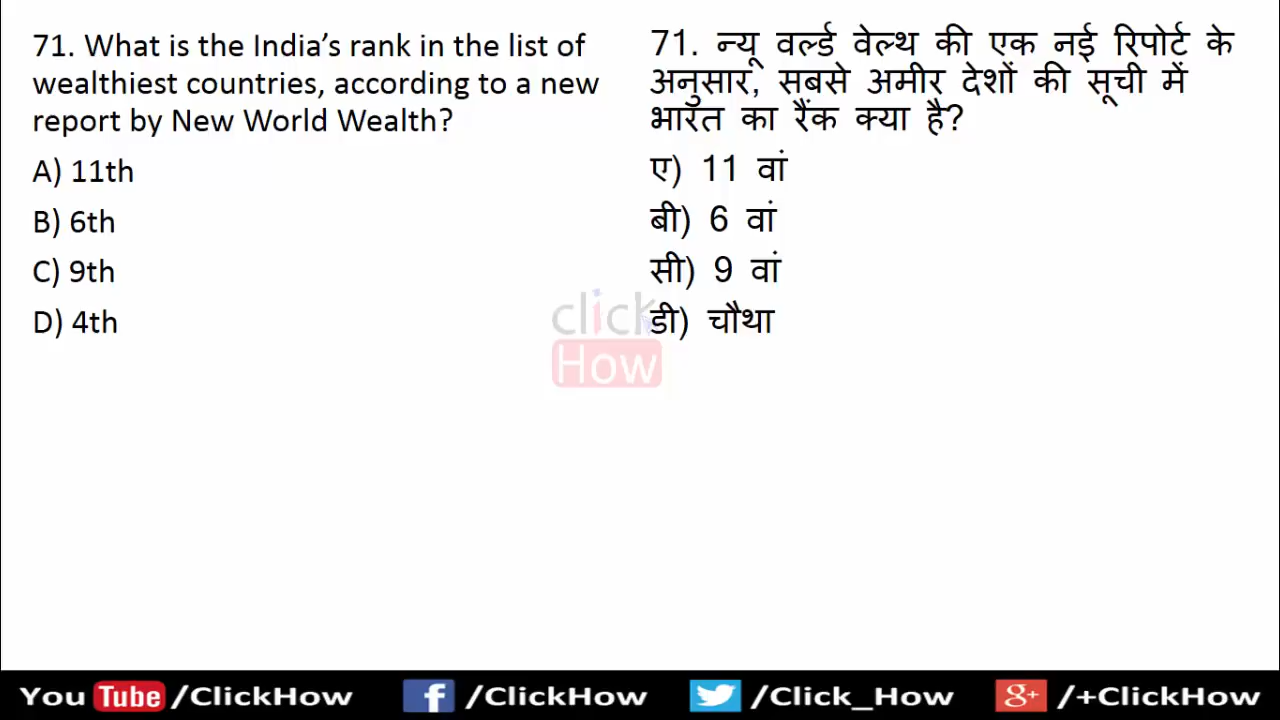 71. What is the India’s rank in the list of
wealthiest countries, according to a new
report by New World Wealth?
A) 11th
B) 6th
C) 9th
D) 4th
71. न्यू वर्ल्ड वेल्थ की एक नई रिपोर्ट के
अनुसार, सबसे अमीर देशों की सूची में
भारत का रैंक क्या है?
ए) 11 वां
बी) 6 वां
सी) 9 वां
डी) चौथा
click
How
You Tube /ClickHow f /ClickHow /Click_How g+ /+ClickHow